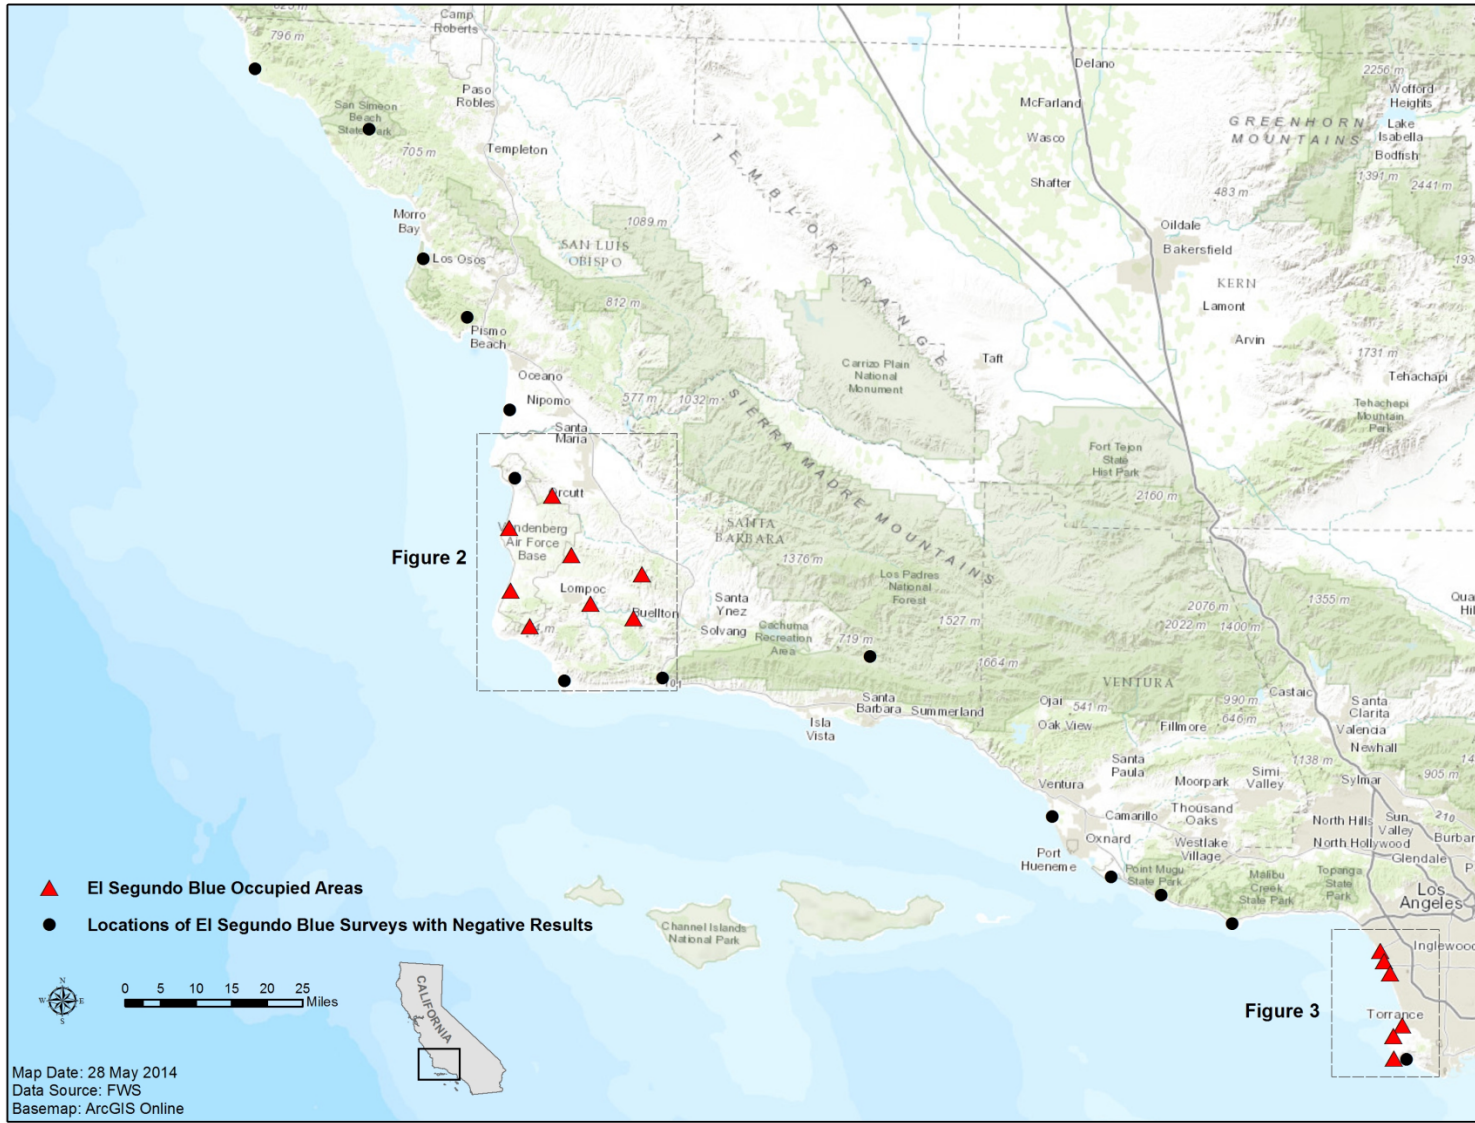 825 m
Camp
Roberts
796 m
Delano
2256 m
Wofford
Heights
Paso
Robles
McFarland
San Simeon
Beach
State Park
GREENHORN
MOUNTAINS
Lake
Isabella
Wasco
Bodfish
705 m
Templeton
TEMBLOR RANGE
Shafter
1391 m
2441 m
483 m
Morro
Bay
1089 m
Oildale
SAN LUIS
OBISPO
Bakersfield
Los Osos
193
KERN
812 m
Lamont
Pismo
Beach
Arvin
1731 m
Taft
Carrizo Plain
National
Monument
Tehachapi
Oceano
577 m
1032 m
Nipomo
SIERRA MADRE MOUNTAINS
Tehachapi
Mountain
Park
Santa
Maria
Fort Tejon
State
Hist Park
Orcutt
2160 m
Vandenberg
Air Force
Base
SANTA
BARBARA
Figure 2
1376 m
Los Padres
National
Forest
Lompoc
Santa
Ynez
Qua
Hil
1355 m
2076 m
Buellton
1527 m
2022 m
1400 m
Solvang
Cachuma
Recreation
Area
719 m
1664 m
101
VENTURA
Santa
Barbara
Summerland
Ojai
541 m
990 m
Castaic
Santa
Clarita
Isla
Vista
Oak View
Fillmore
646 m
Valencia
Newhall
Santa
Paula
1138 m
14
Ventura
Moorpark
Simi
Valley
Sylmar
905 m
Camarillo
Thousand
Oaks
North Hills
Sun
Valley
210
Oxnard
Westlake
Village
North Hollywood
Burban
Port
Hueneme
Glendale
Point Mugu
State Park
Malibu
Creek
State Park
Topanga
State
Park
P
El Segundo Blue Occupied Areas
Los
Angeles
Locations of El Segundo Blue Surveys with Negative Results
Channel Islands
National Park
Inglewood
N
W
E
S
0 5 10 15 20 25
Miles
CALIFORNIA
Figure 3
Torrance
Map Date: 28 May 2014
Data Source: FWS
Basemap: ArcGIS Online